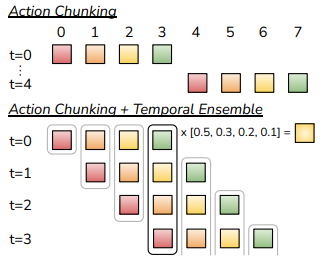 Action Chunking
0 1 2 3 4 5 6 7
t=0
⋮
t=4
Action Chunking + Temporal Ensemble
t=0 x [0.5, 0.3, 0.2, 0.1] =
t=1
t=2
t=3